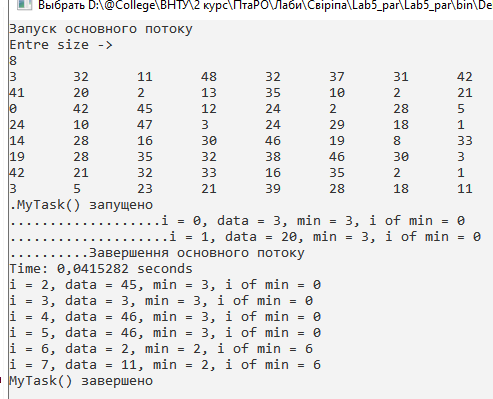 Выбрать D:\@College\ВНТУ\2 курс\ПтаРО\Лаби\Свіріna\Lab5_par\Lab5_par\bin\De
Запуск основного потоку
Entre size ->
8
3 32 11 48 32 37 31 42
41 20 2 13 35 10 2 21
0 42 45 12 24 2 28 5
24 10 47 3 24 29 18 1
14 28 16 30 46 19 8 33
19 28 35 32 38 46 30 3
42 21 32 33 16 35 2 1
3 5 23 21 39 28 18 11
.MyTask() запущено
...................i = 0, data = 3, min = 3, i of min = 0
....................i = 1, data = 20, min = 3, i of min = 0
..........Завершення основного потоку
Time: 0,0415282 seconds
i = 2, data = 45, min = 3, i of min = 0
i = 3, data = 3, min = 3, i of min = 0
i = 4, data = 46, min = 3, i of min = 0
i = 5, data = 46, min = 3, i of min = 0
i = 6, data = 2, min = 2, i of min = 6
i = 7, data = 11, min = 2, i of min = 6
MyTask() завершено